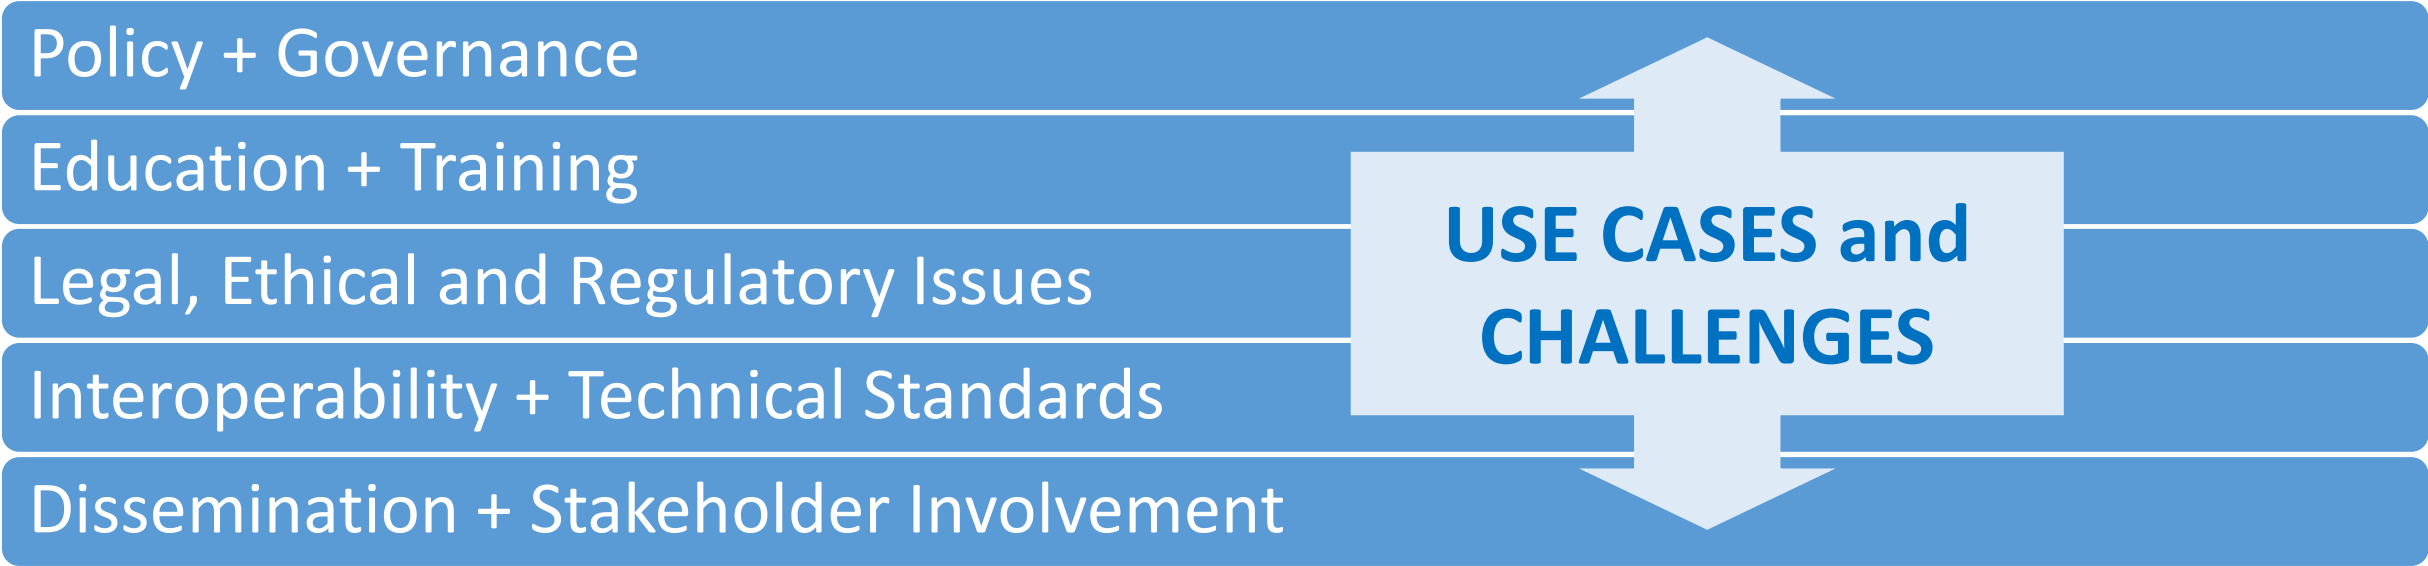 Policy + Governance
Education + Training
Legal, Ethical and Regulatory Issues
Interoperability + Technical Standards
Dissemination + Stakeholder Involvement
USE CASES and
CHALLENGES